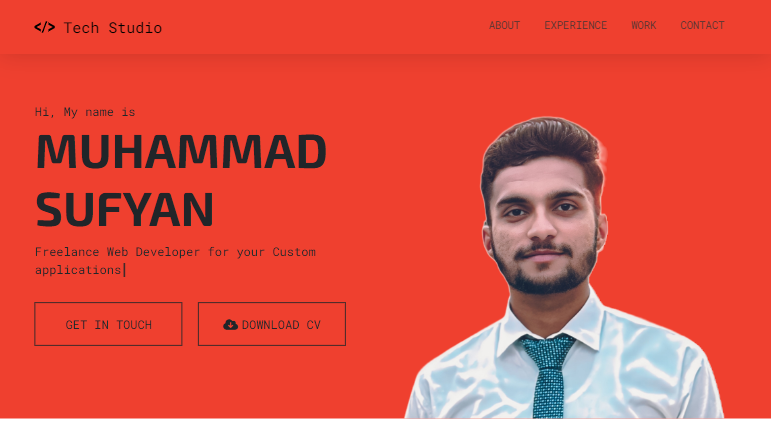 </> Tech Studio
ABOUT EXPERIENCE WORK CONTACT
Hi, My name is
MUHAMMAD
SUFYAN
Freelance Web Developer for your Custom
applications
GET IN TOUCH
DOWNLOAD CV